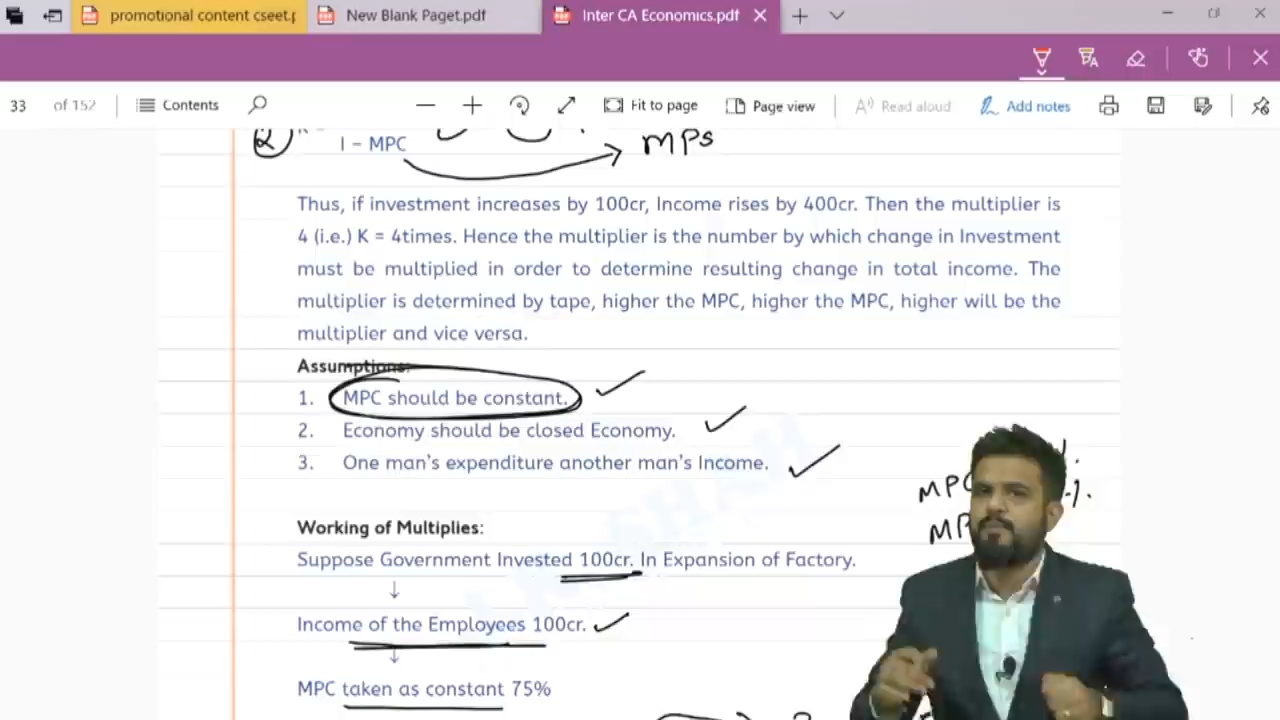 promotional content cseet.p
New Blank Paget.pdf
Inter CA Economics.pdf
33 of 152
Contents
Fit to page
Page view
Read aloud
Add notes
2
1 – MPC
MPS
Thus, if investment increases by 100cr, Income rises by 400cr. Then the multiplier is
4 (i.e.) K = 4times. Hence the multiplier is the number by which change in Investment
must be multiplied in order to determine resulting change in total income. The
multiplier is determined by tape, higher the MPC, higher the MPC, higher will be the
multiplier and vice versa.
Assumptions:
1. MPC should be constant.
2. Economy should be closed Economy.
3. One man's expenditure another man's Income.
MPC
MP
Working of Multiplies:
Suppose Government Invested 100cr. In Expansion of Factory.
↓
Income of the Employees 100cr.
↓
MPC taken as constant 75%